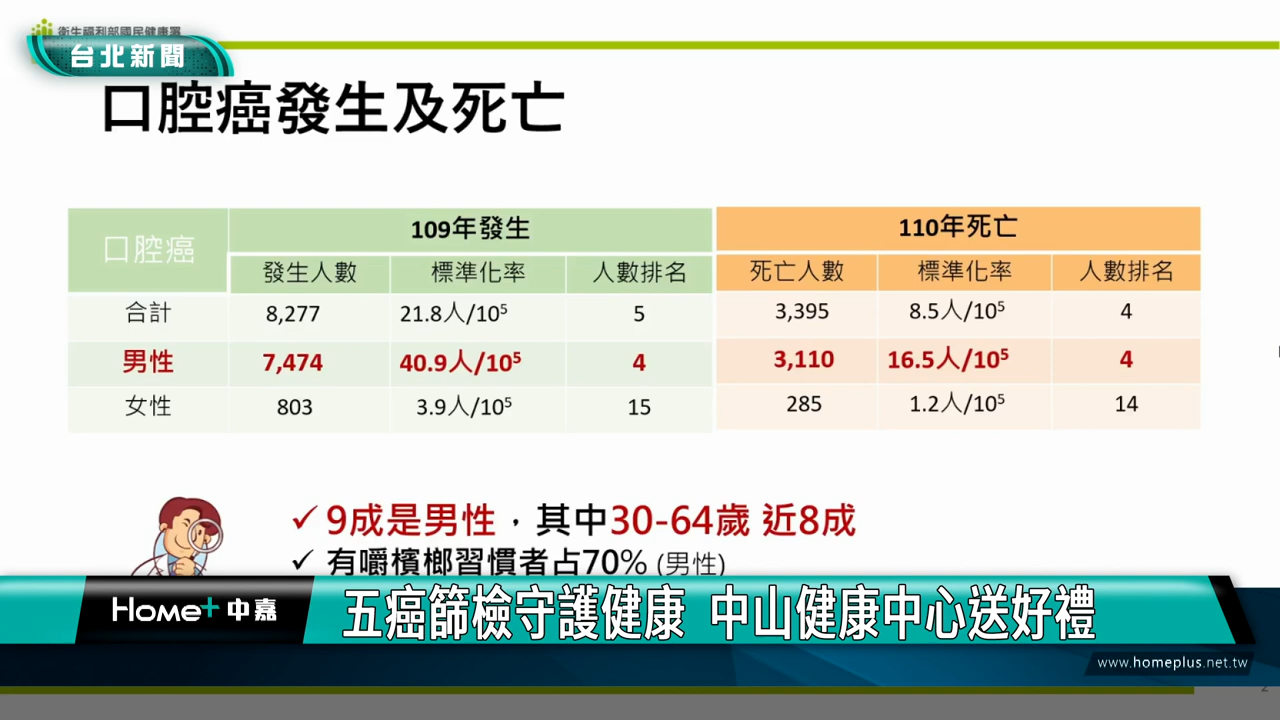 衛生福利部國民健康署
台北新聞
口腔癌發生及死亡
口腔癌 109年發生 110年死亡
發生人數 標準化率 人數排名 死亡人數 標準化率 人數排名
合計 8,277 21.8人/10⁵ 5 3,395 8.5人/10⁵ 4
男性 7,474 40.9人/10⁵ 4 3,110 16.5人/10⁵ 4
女性 803 3.9人/10⁵ 15 285 1.2人/10⁵ 14
✓ 9成是男性,其中30-64歲 近8成
✓ 有嚼檳榔習慣者占70% (男性)
Home+ 中嘉 五癌篩檢守護健康 中山健康中心送好禮
www.homeplus.net.tw
2